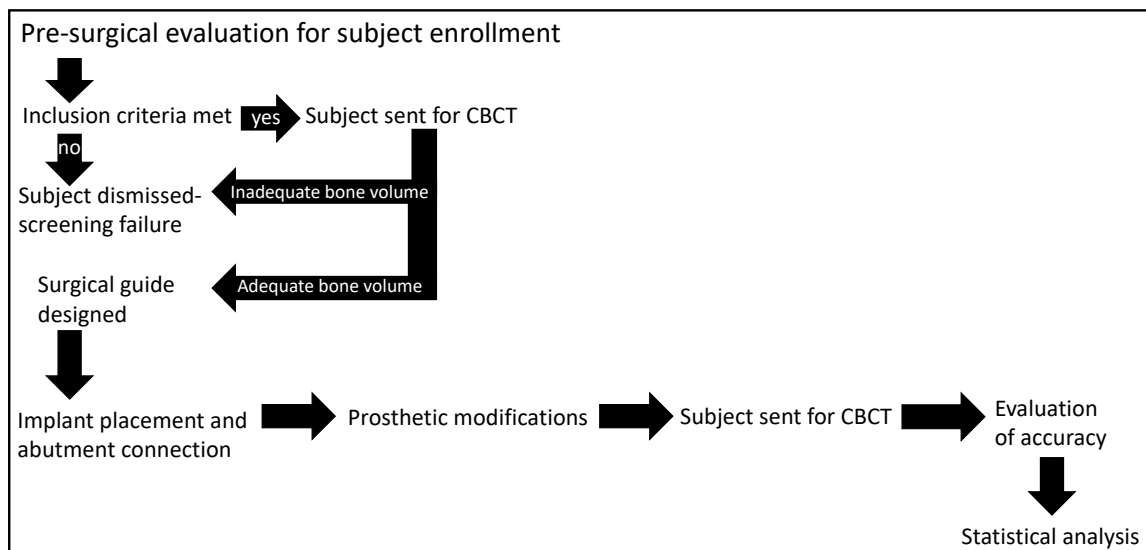 Pre-surgical evaluation for subject enrollment
Inclusion criteria met
yes
Subject sent for CBCT
no
Subject dismissed-
screening failure
Inadequate bone volume
Surgical guide
designed
Adequate bone volume
Implant placement and
abutment connection
Prosthetic modifications
Subject sent for CBCT
Evaluation
of accuracy
Statistical analysis